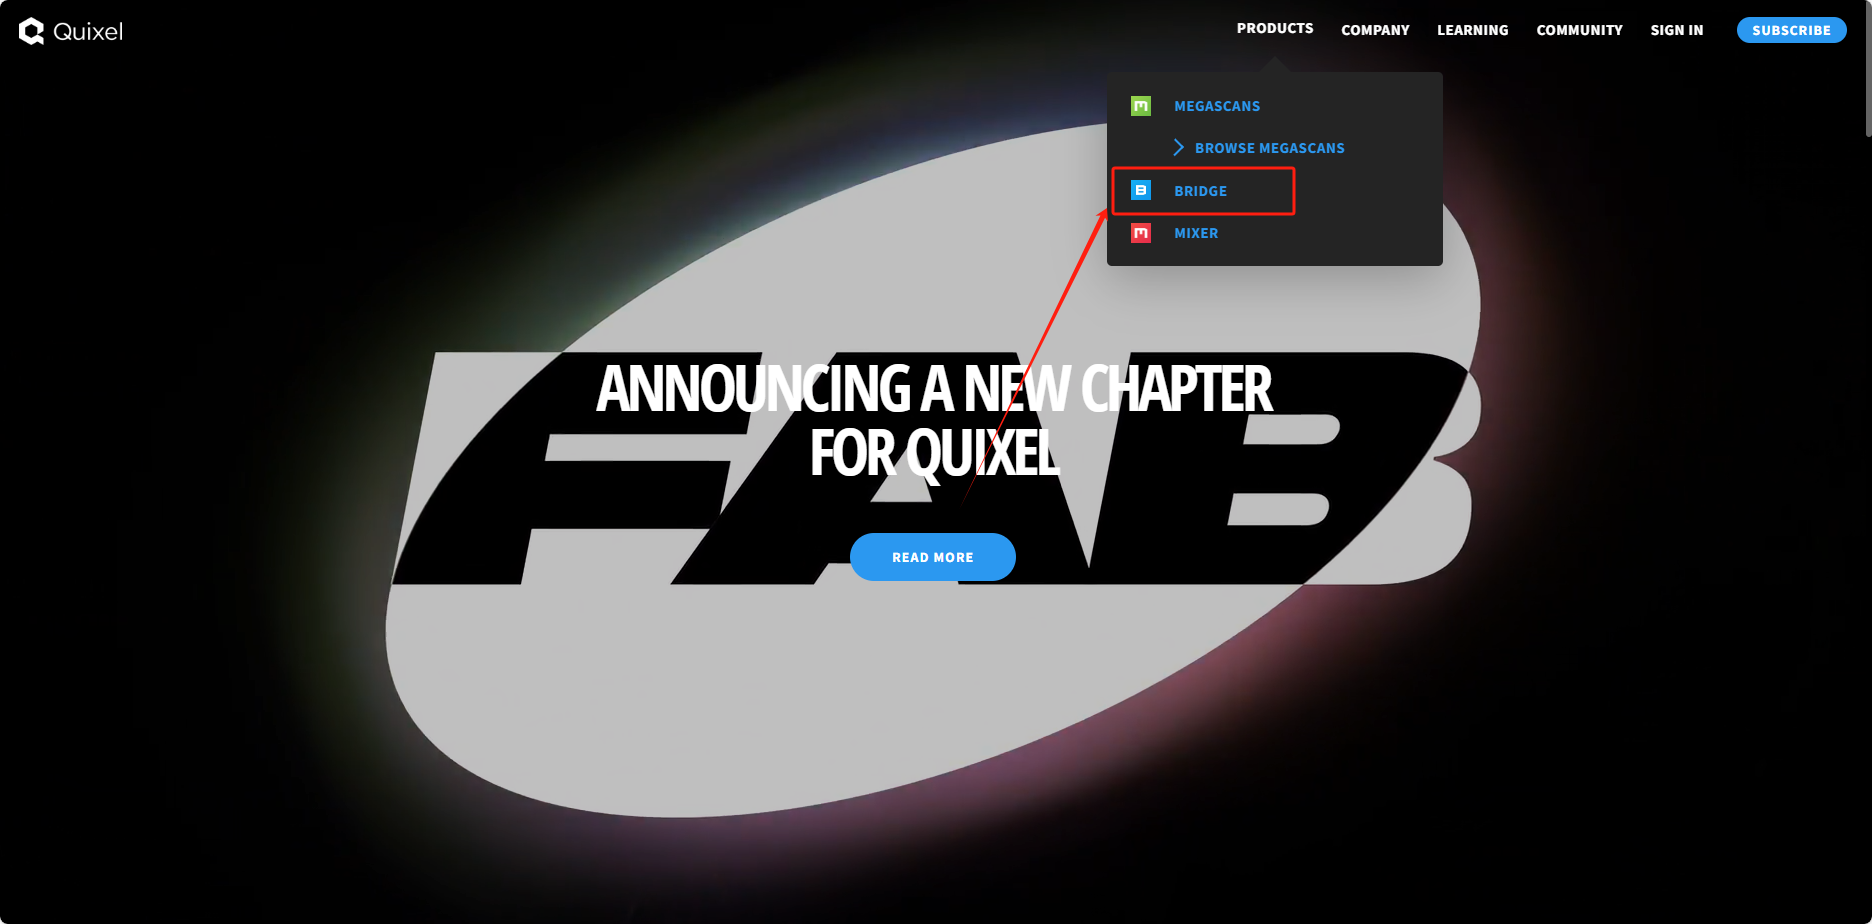 Quixel
PRODUCTS
COMPANY
LEARNING
COMMUNITY
SIGN IN
SUBSCRIBE
MEGASCANS
BROWSE MEGASCANS
B
BRIDGE
MIXER
FAB
ANNOUNCING A NEW CHAPTER
FOR QUIXEL
READ MORE